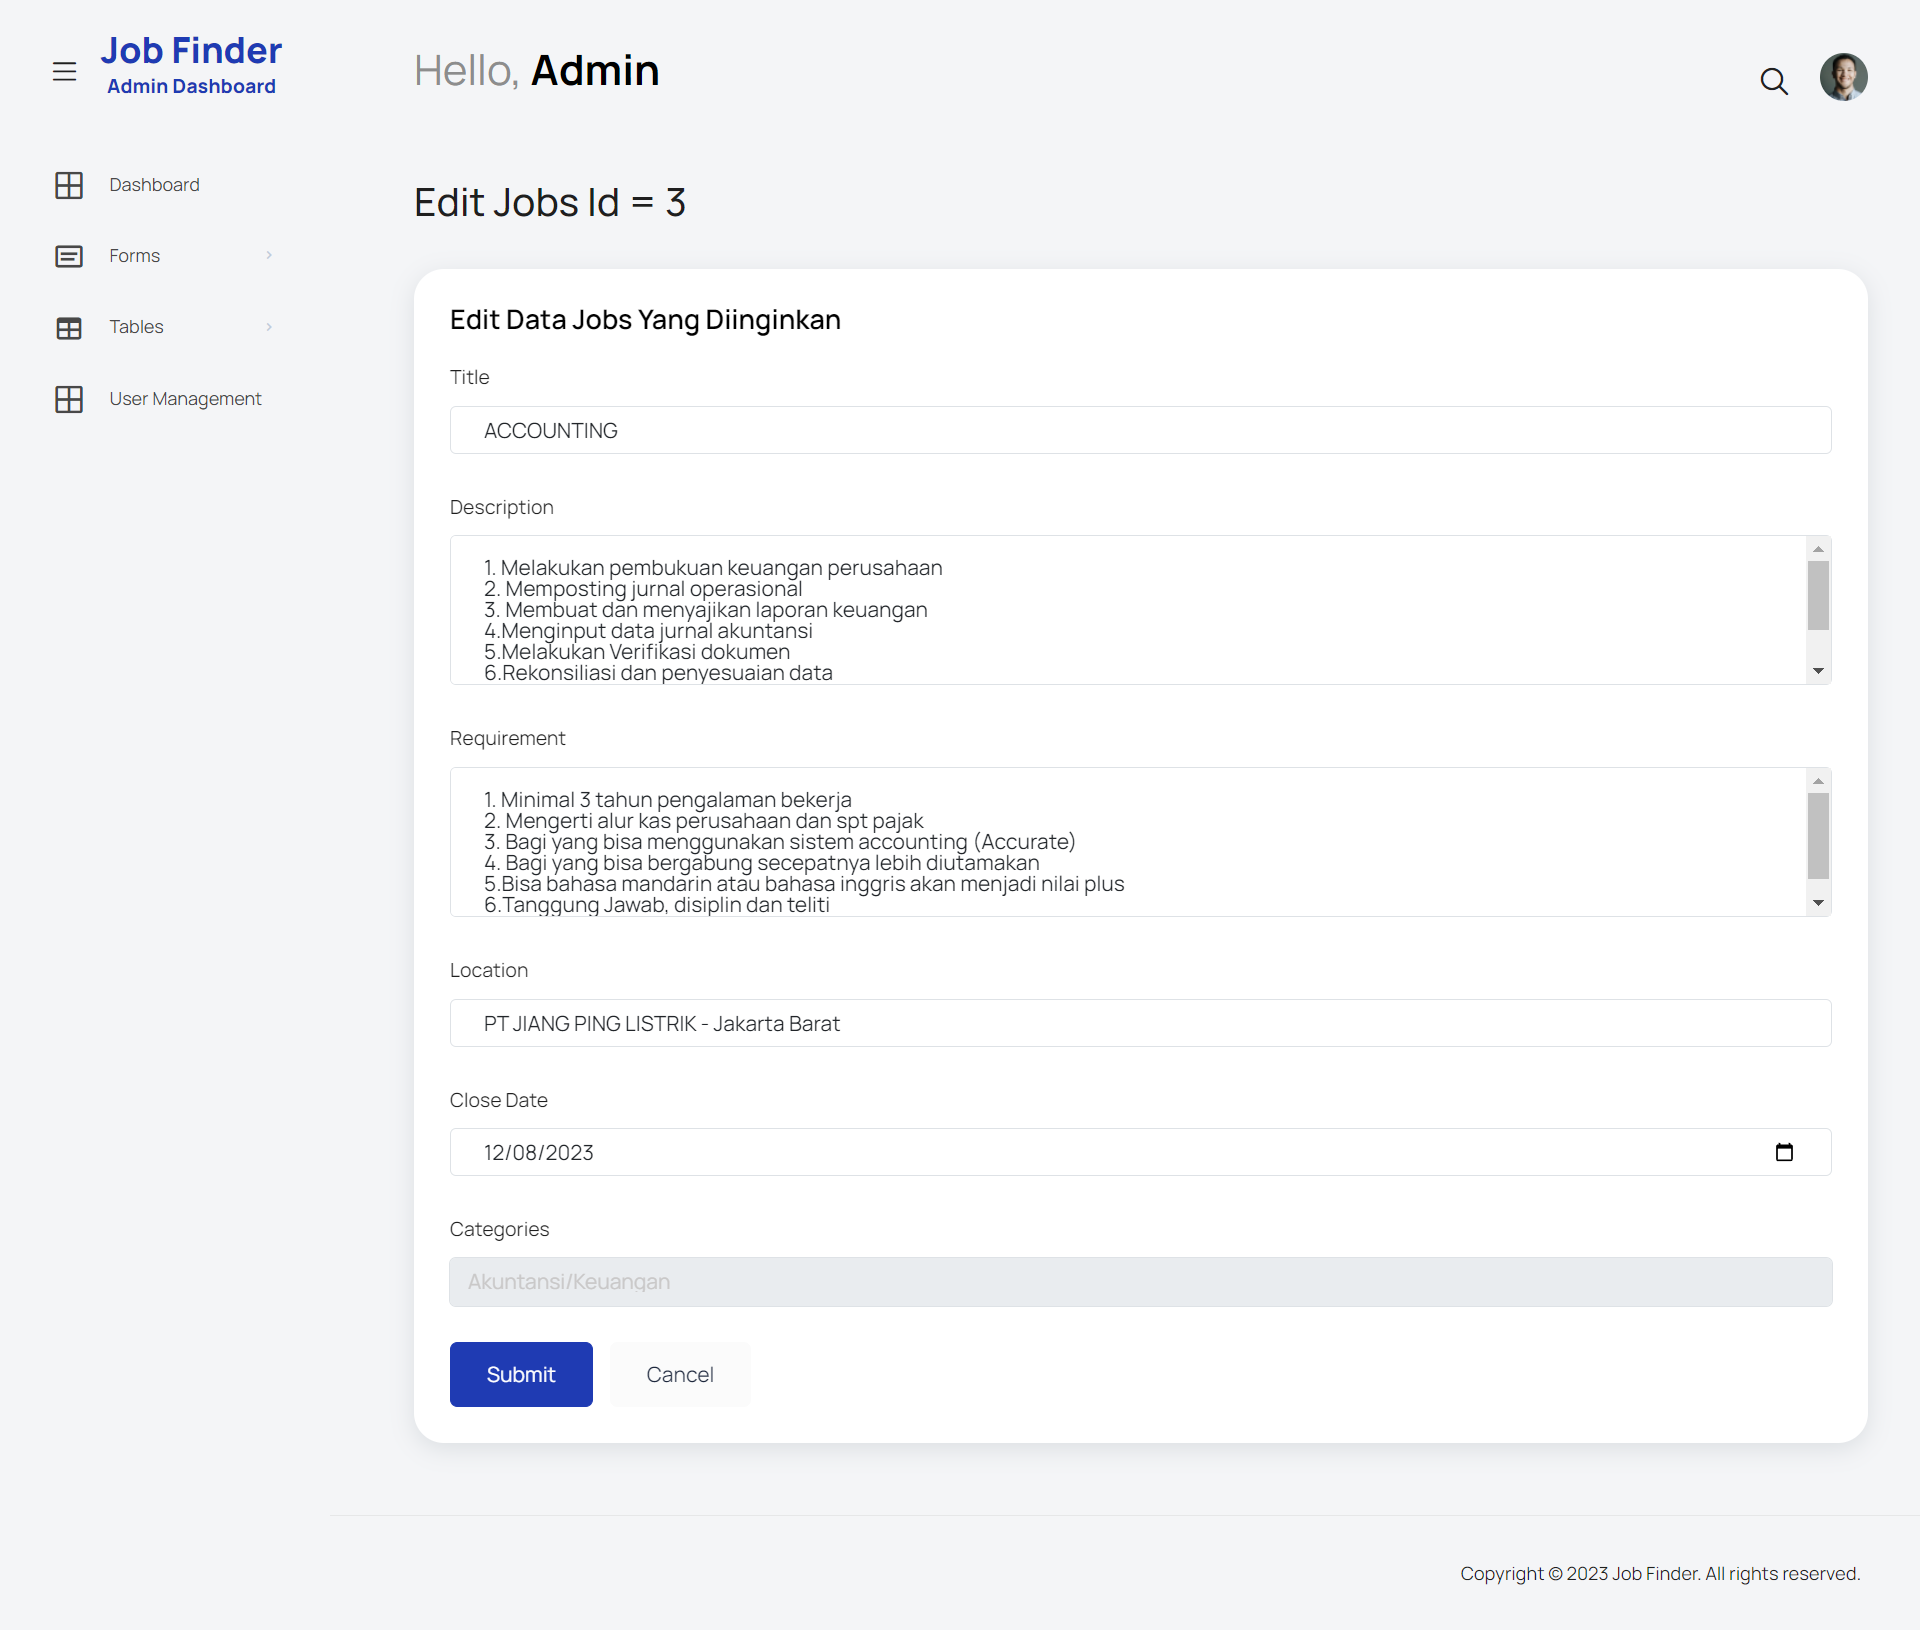 Job Finder
Admin Dashboard
Hello, Admin
Dashboard
Forms
Tables
User Management
Edit Jobs Id = 3
Edit Data Jobs Yang Diinginkan
Title
ACCOUNTING
Description
1. Melakukan pembukuan keuangan perusahaan
2. Memposting jurnal operasional
3. Membuat dan menyajikan laporan keuangan
4.Menginput data jurnal akuntansi
5.Melakukan Verifikasi dokumen
6.Rekonsiliasi dan penyesuaian data
Requirement
1. Minimal 3 tahun pengalaman bekerja
2. Mengerti alur kas perusahaan dan spt pajak
3. Bagi yang bisa menggunakan sistem accounting (Accurate)
4. Bagi yang bisa bergabung secepatnya lebih diutamakan
5.Bisa bahasa mandarin atau bahasa inggris akan menjadi nilai plus
6.Tanggung Jawab, disiplin dan teliti
Location
PT JIANG PING LISTRIK - Jakarta Barat
Close Date
12/08/2023
Categories
Akuntansi/Keuangan
Submit
Cancel
Copyright © 2023 Job Finder. All rights reserved.